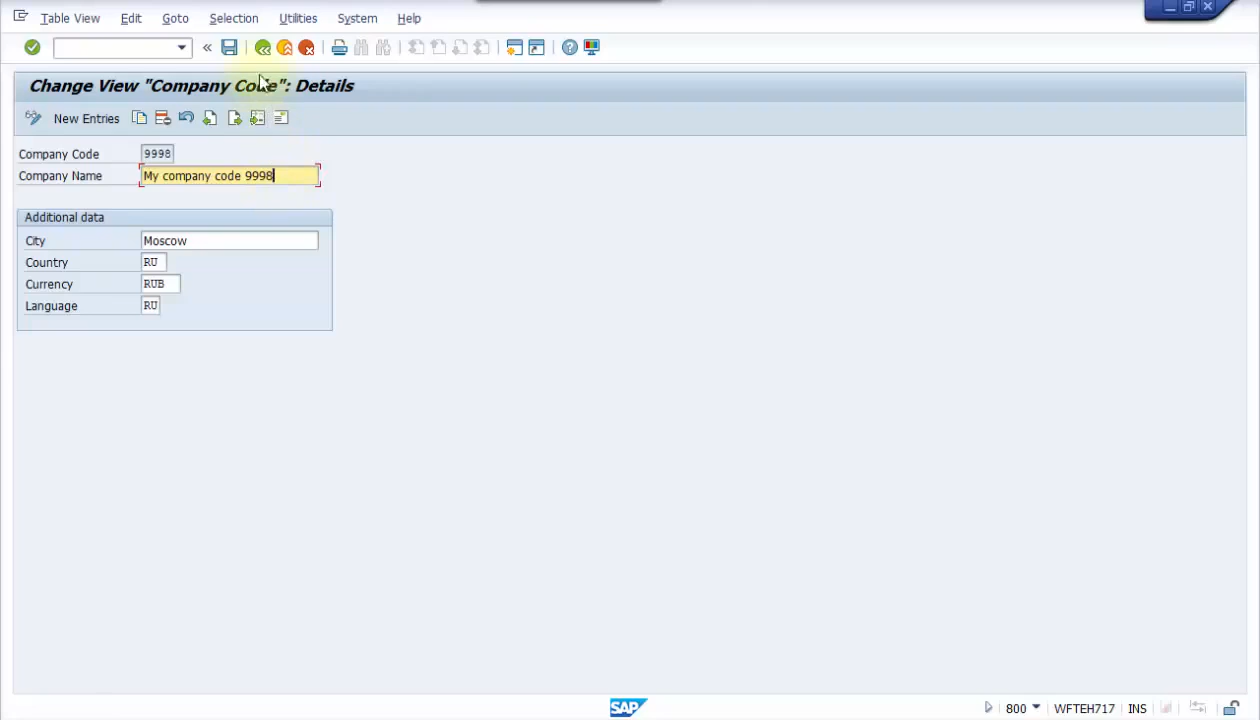 Table View Edit Goto Selection Utilities System Help
Change View "Company Code": Details
New Entries
Company Code 9998
Company Name My company code 9998
Additional data
City Moscow
Country RU
Currency RUB
Language RU
SAP 800 WFTEH717 INS